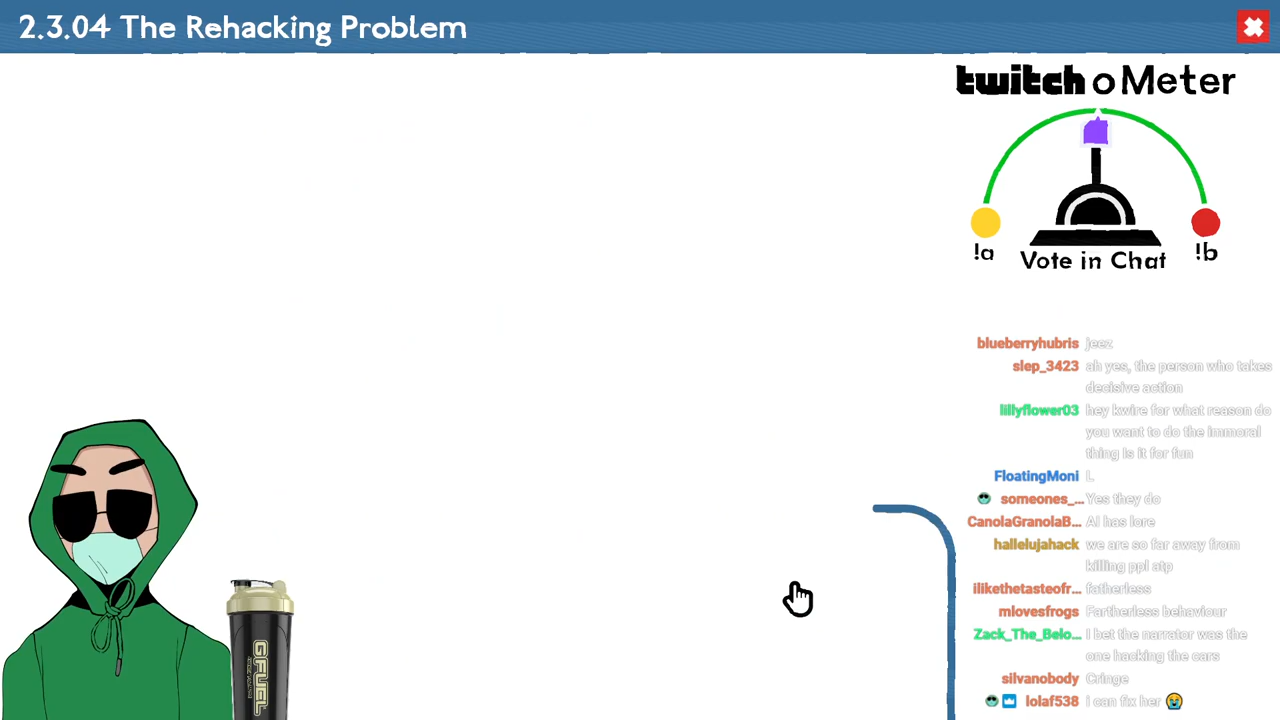 2.3.04 The Rehacking Problem
twitch o Meter
!a
Vote in Chat
!b
blueberryhubris jeez
slep_3423 ah yes, the person who takes
decisive action
lillyflower03 hey kwire for what reason do
you want to do the immoral
thing Is it for fun
FloatingMoni L
someones_... Yes they do
CanolaGranolaB... AI has lore
hallelujahack we are so far away from
killing ppl atp
ilikethetasteofr... fatherless
mlovesfrogs Fartherless behaviour
Zack_The_Belo... I bet the narrator was the
one hacking the cars
silvanobody Cringe
lolaf538 i can fix her
GFUEL